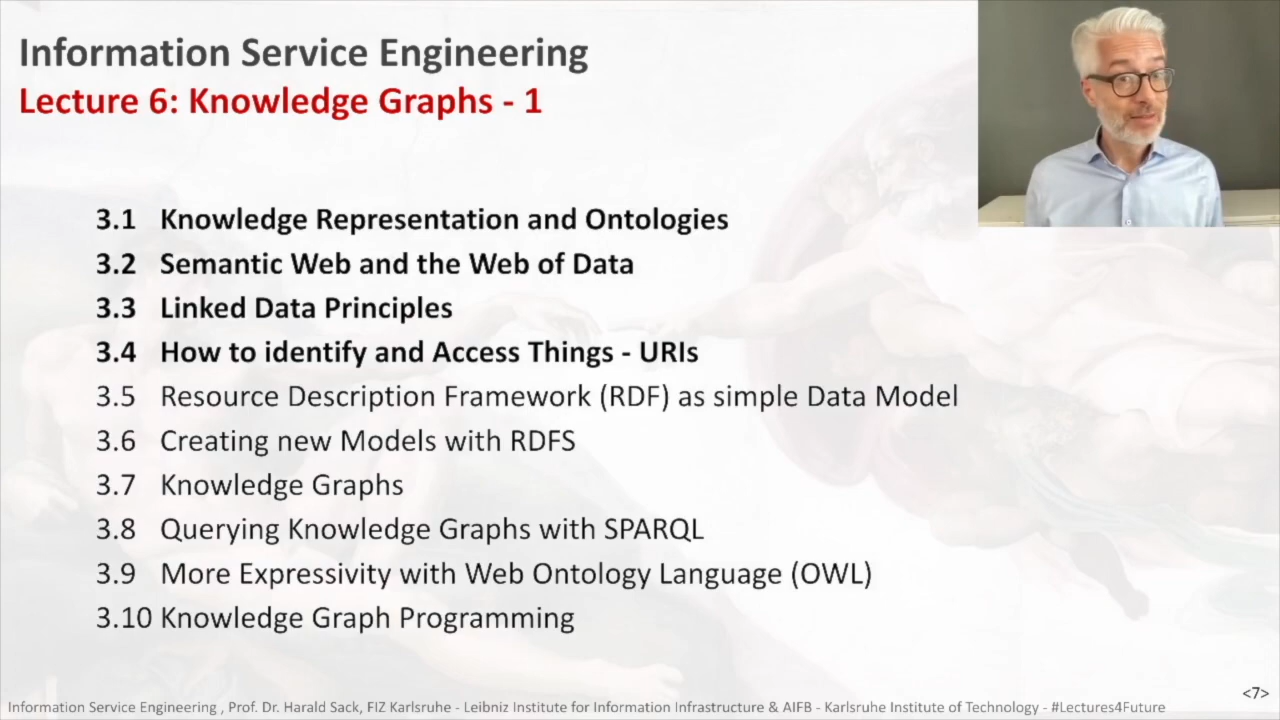 Information Service Engineering
Lecture 6: Knowledge Graphs - 1
3.1 Knowledge Representation and Ontologies
3.2 Semantic Web and the Web of Data
3.3 Linked Data Principles
3.4 How to identify and Access Things - URIs
3.5 Resource Description Framework (RDF) as simple Data Model
3.6 Creating new Models with RDFS
3.7 Knowledge Graphs
3.8 Querying Knowledge Graphs with SPARQL
3.9 More Expressivity with Web Ontology Language (OWL)
3.10 Knowledge Graph Programming
<7>
Information Service Engineering , Prof. Dr. Harald Sack, FIZ Karlsruhe - Leibniz Institute for Information Infrastructure & AIFB - Karlsruhe Institute of Technology - #Lectures4Future